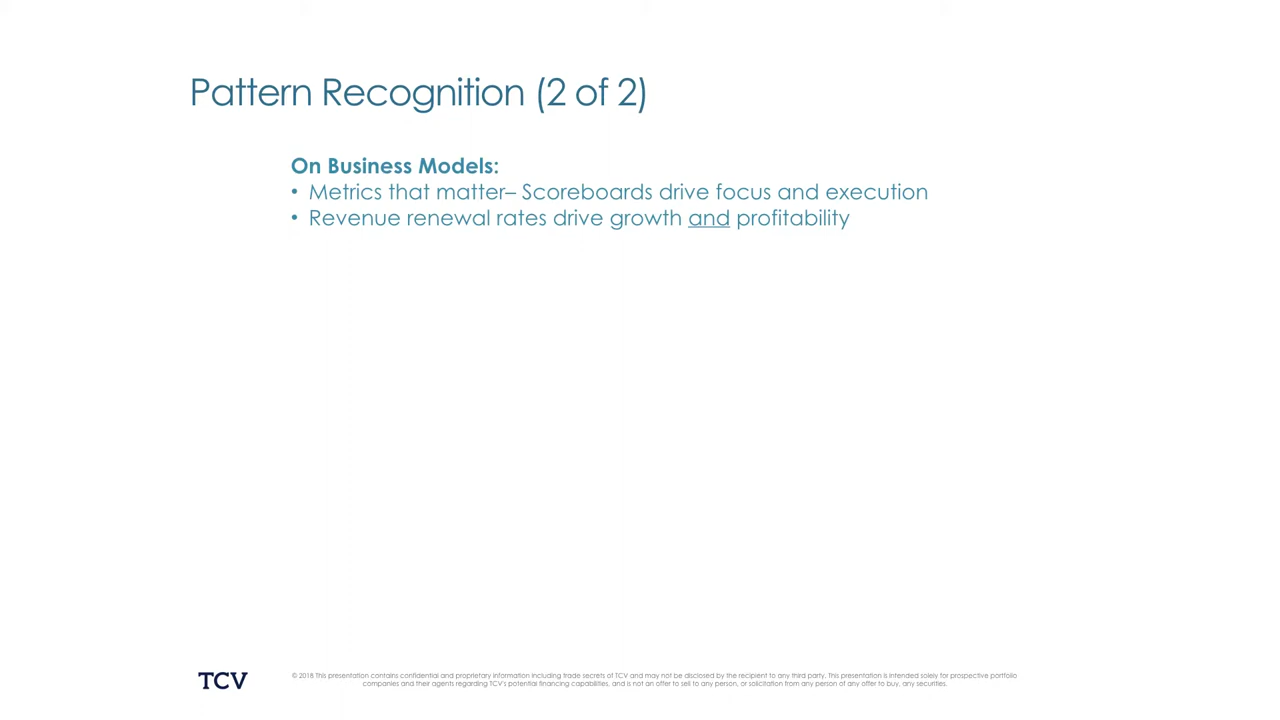 Pattern Recognition (2 of 2)
On Business Models:
• Metrics that matter– Scoreboards drive focus and execution
• Revenue renewal rates drive growth and profitability
TCV
© 2018 This presentation contains confidential and proprietary information including trade secrets of TCV and may not be disclosed by the recipient to any third party. This presentation is intended solely for prospective portfolio
companies and their agents regarding TCV's potential financing capabilities, and is not an offer to sell to any person, or solicitation from any person of any offer to buy, any securities.